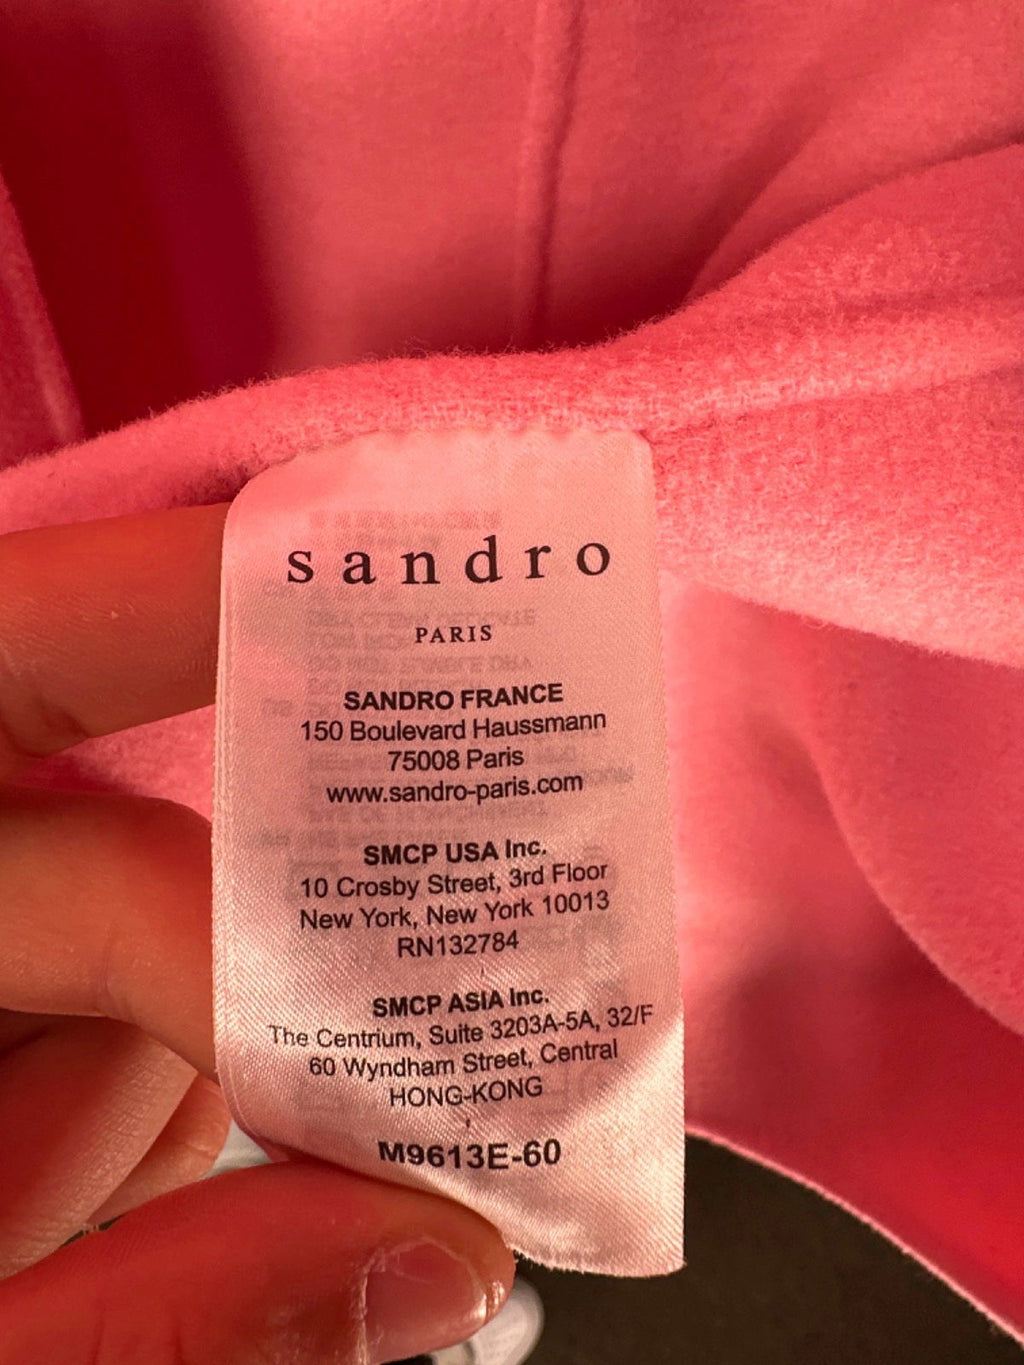 sandro
PARIS
SANDRO FRANCE
150 Boulevard Haussmann
75008 Paris
www.sandro-paris.com
SMCP USA Inc.
10 Crosby Street, 3rd Floor
New York, New York 10013
RN132784
SMCP ASIA Inc.
The Centrium, Suite 3203A-5A, 32/F
60 Wyndham Street, Central
HONG-KONG
M9613E-60